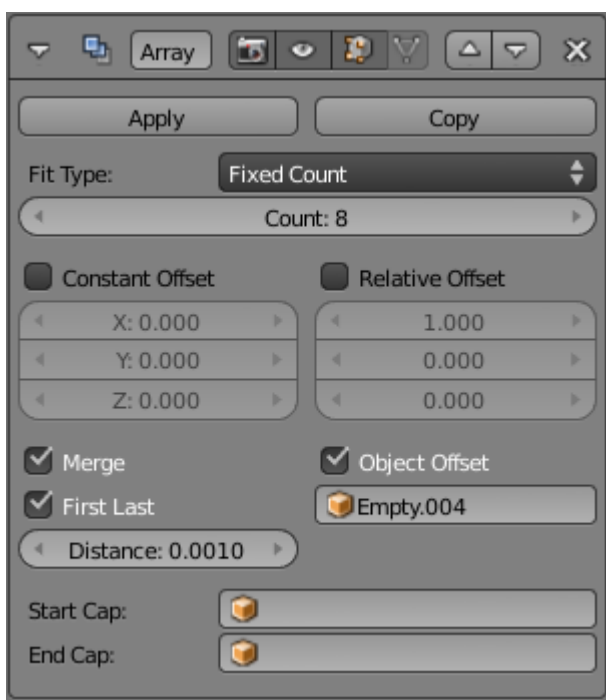 Array
Apply Copy
Fit Type: Fixed Count
Count: 8
Constant Offset Relative Offset
X: 0.000 1.000
Y: 0.000 0.000
Z: 0.000 0.000
Merge Object Offset
First Last Empty.004
Distance: 0.0010
Start Cap:
End Cap: